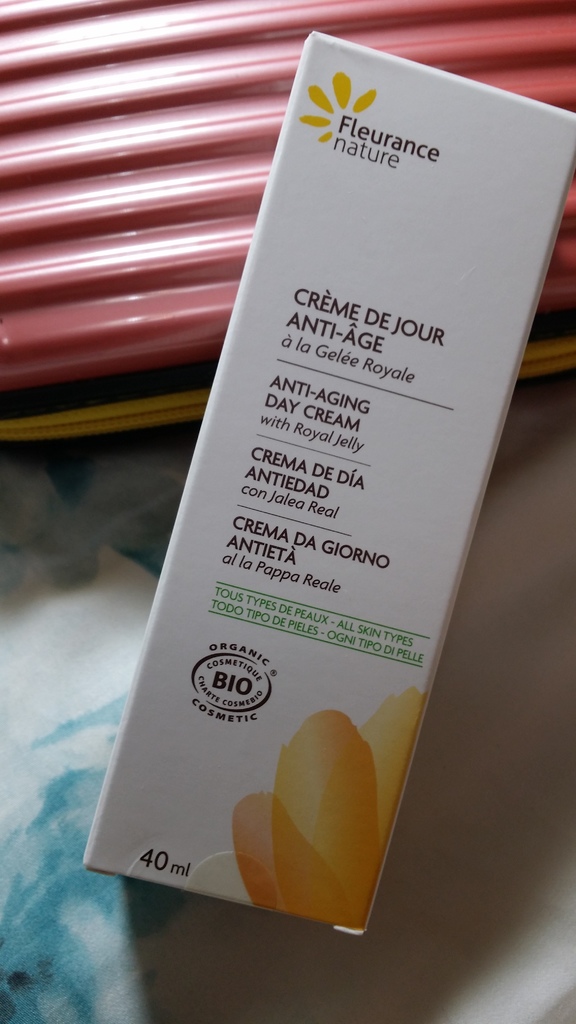 Fleurance
nature
CRÈME DE JOUR
ANTI-ÂGE
à la Gelée Royale
ANTI-AGING
DAY CREAM
with Royal Jelly
CREMA DE DÍA
ANTIEDAD
con Jalea Real
CREMA DA GIORNO
ANTIETÀ
al la Pappa Reale
TOUS TYPES DE PEAUX - ALL SKIN TYPES
TODO TIPO DE PIELES - OGNI TIPO DI PELLE
ORGANIC ®
COSMETIQUE
BIO
CHARTE COSMEBIO
COSMETIC
40 ml